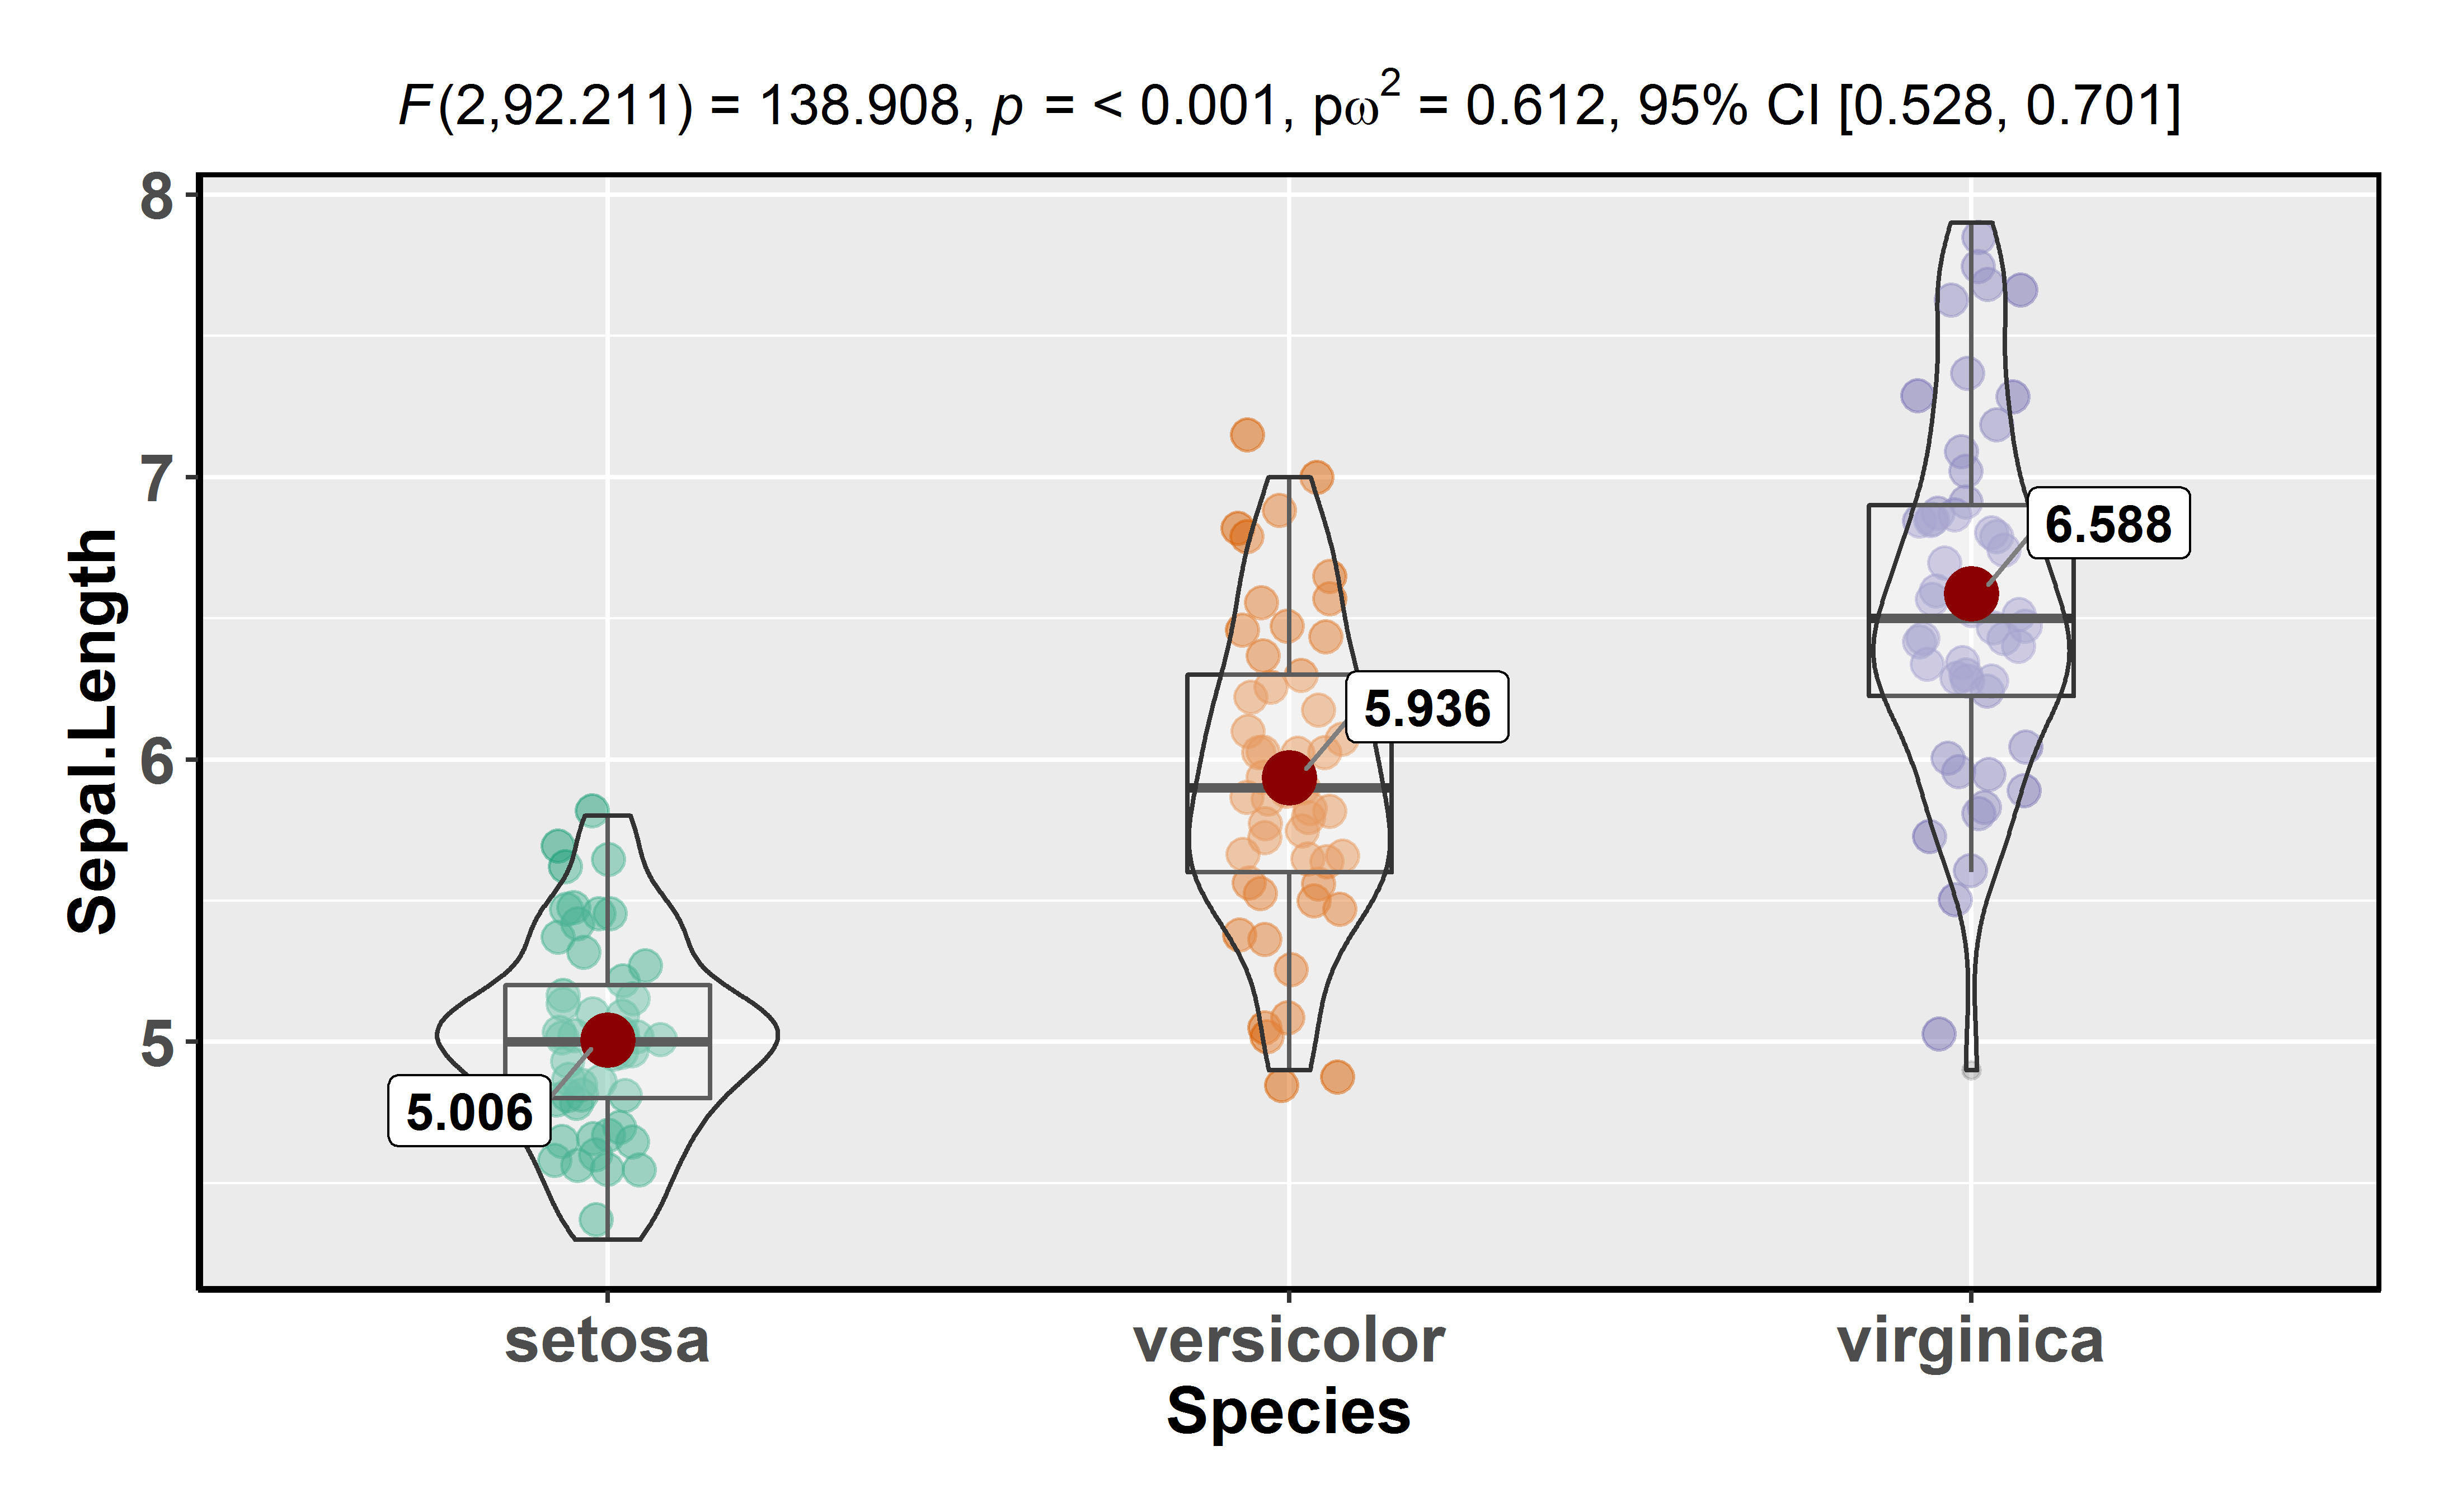 F(2,92.211) = 138.908, p = < 0.001, pω² = 0.612, 95% CI [0.528, 0.701]
Sepal.Length
8
7
6
5
6.588
5.936
5.006
setosa versicolor virginica
Species